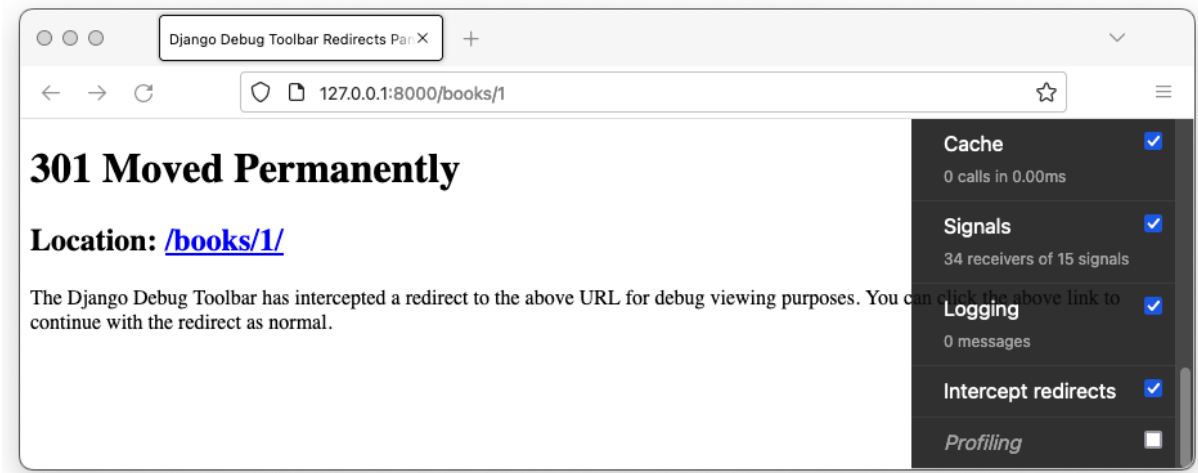 Django Debug Toolbar Redirects Pan
127.0.0.1:8000/books/1
301 Moved Permanently
Location: /books/1/
The Django Debug Toolbar has intercepted a redirect to the above URL for debug viewing purposes. You can click the above link to
continue with the redirect as normal.
Cache
0 calls in 0.00ms
Signals
34 receivers of 15 signals
Logging
0 messages
Intercept redirects
Profiling